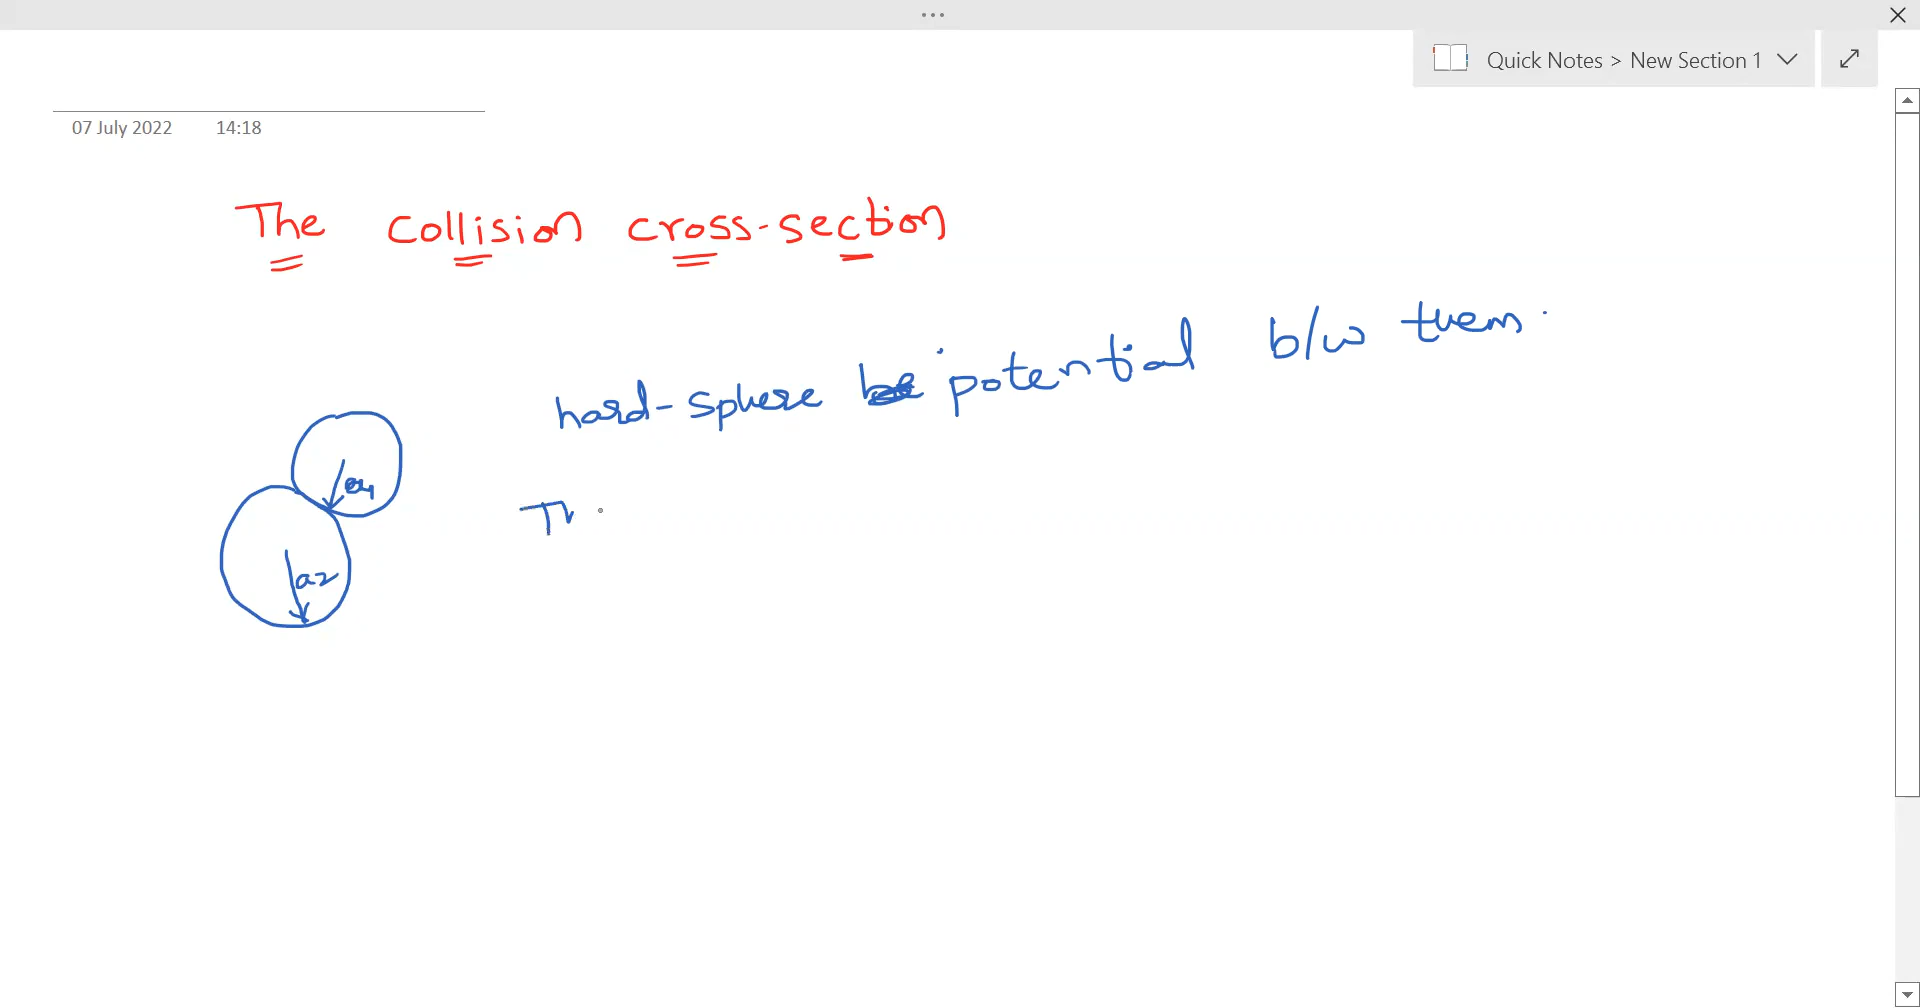 Quick Notes > New Section 1
07 July 2022 14:18
The collision cross-section
hard-sphere potential b/w them.
a1
a2
Th